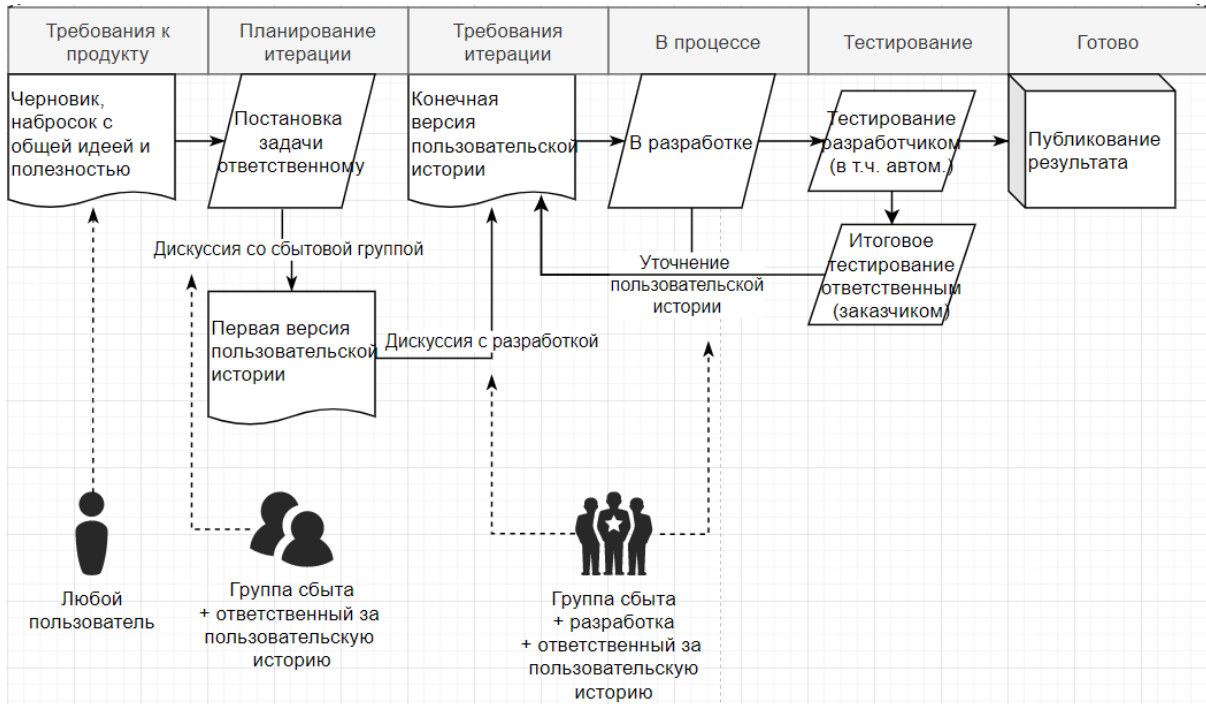 Требования к
продукту
Планирование
итерации
Требования
итерации
В процессе
Тестирование
Готово
Черновик,
набросок с
общей идеей и
полезностью
Постановка
задачи
ответственному
Конечная
версия
пользовательской
истории
В разработке
Тестирование
разработчиком
(в т.ч. автом.)
Публикование
результата
Дискуссия со сбытовой группой
Итоговое
тестирование
ответственным
(заказчиком)
Уточнение
пользовательской
истории
Первая версия
пользовательской
истории
Дискуссия с разработкой
Любой
пользователь
Группа сбыта
+ ответственный за
пользовательскую
историю
Группа сбыта
+ разработка
+ ответственный за
пользовательскую
историю